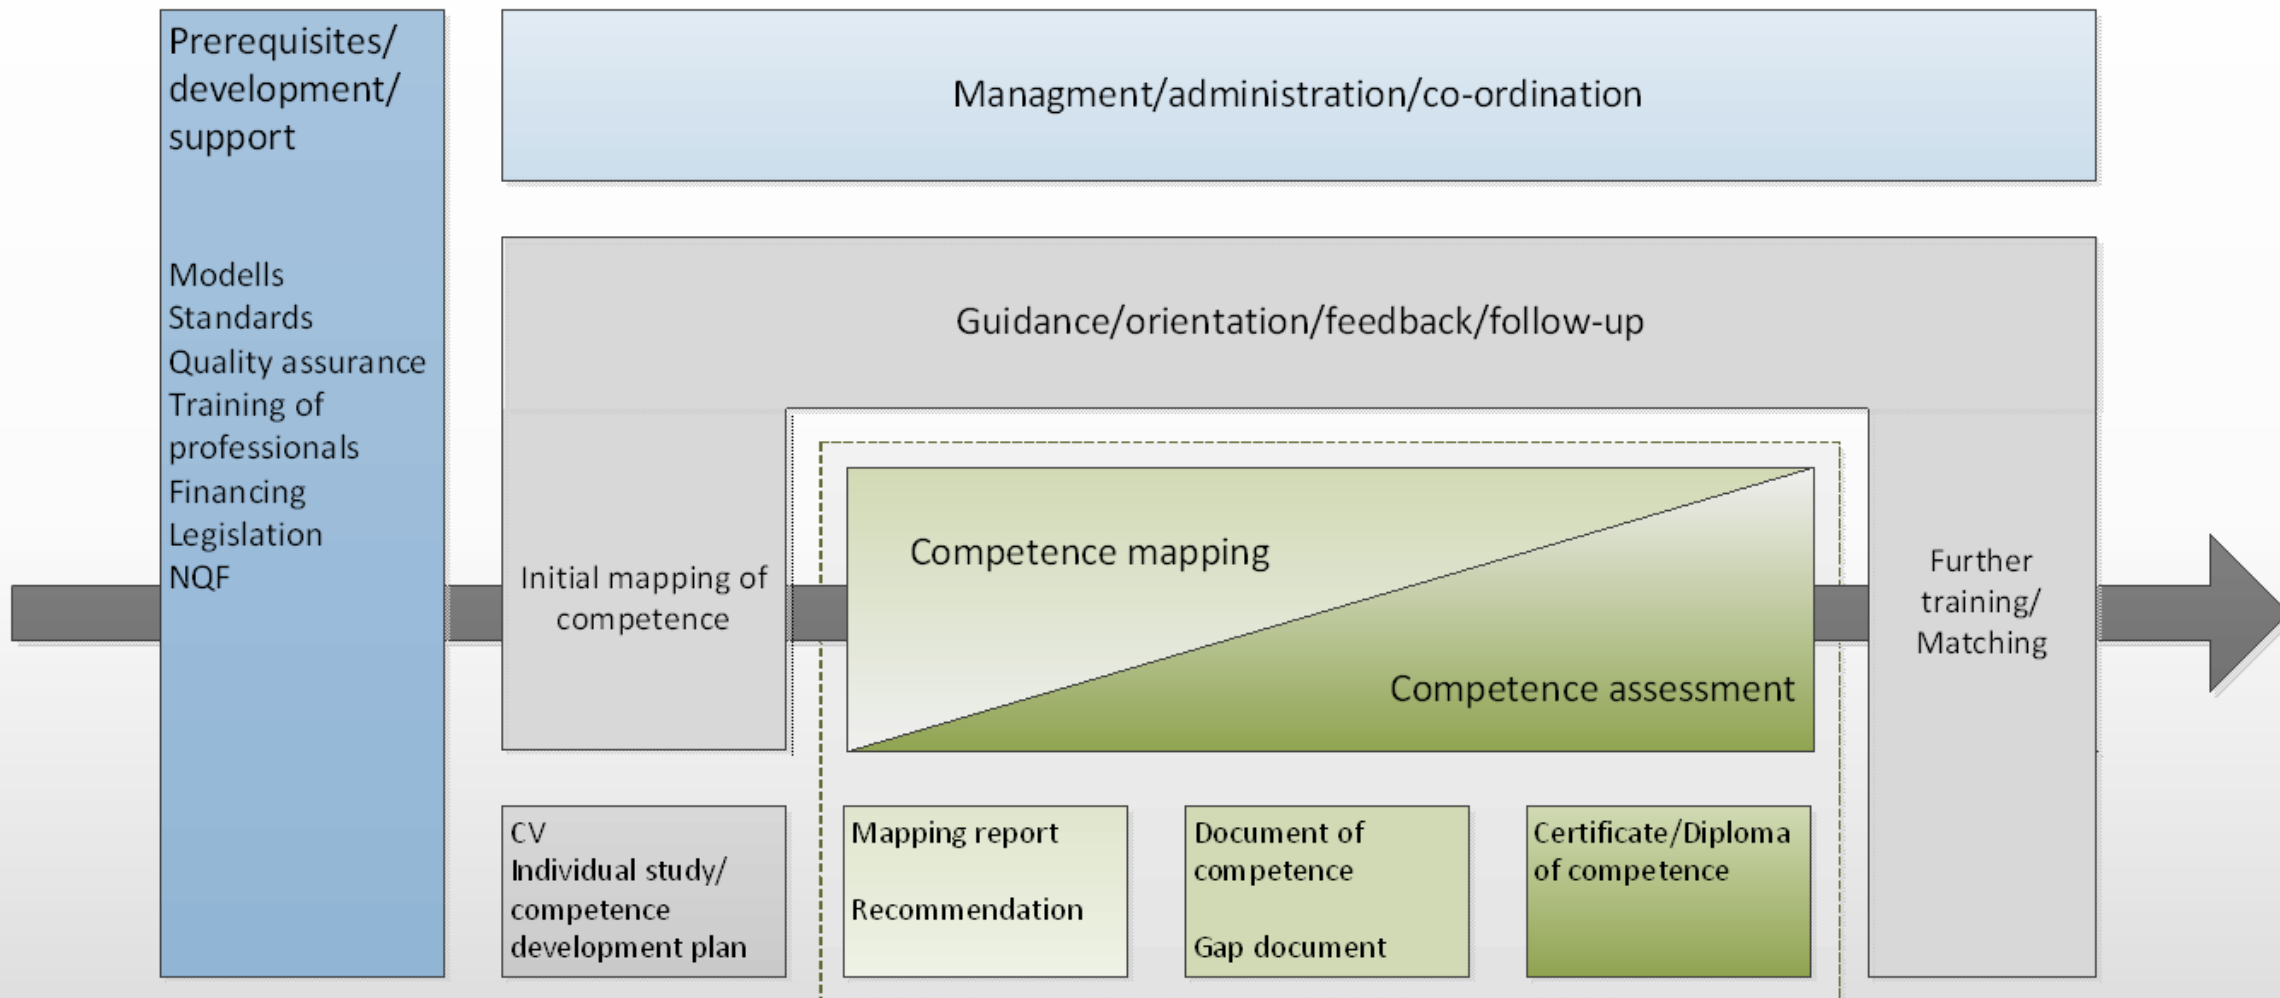 Prerequisites/
development/
support
Modells
Standards
Quality assurance
Training of
professionals
Financing
Legislation
NQF
Managment/administration/co-ordination
Guidance/orientation/feedback/follow-up
Initial mapping of
competence
Competence mapping
Competence assessment
Further
training/
Matching
CV
Individual study/
competence
development plan
Mapping report
Recommendation
Document of
competence
Gap document
Certificate/Diploma
of competence